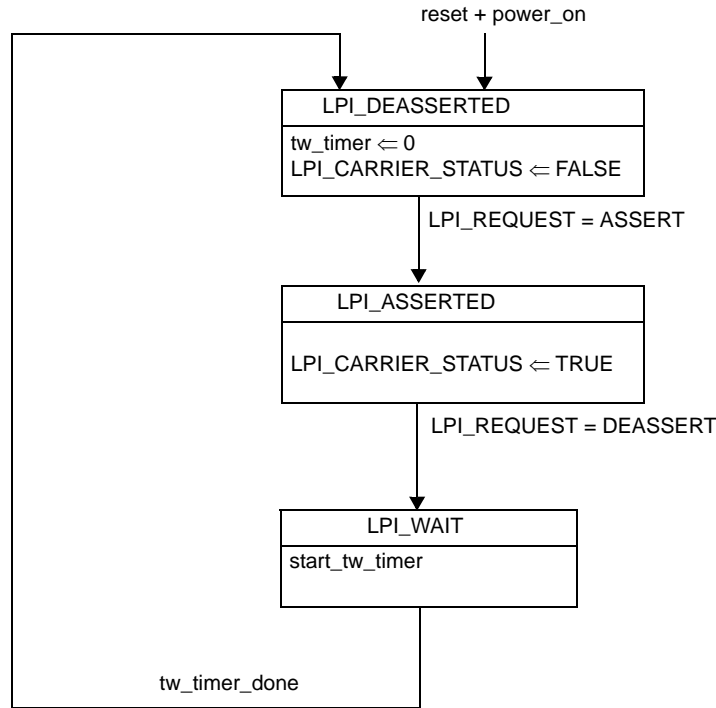 reset + power_on
LPI_DEASSERTED
tw_timer ⇐ 0
LPI_CARRIER_STATUS ⇐ FALSE
LPI_REQUEST = ASSERT
LPI_ASSERTED
LPI_CARRIER_STATUS ⇐ TRUE
LPI_REQUEST = DEASSERT
LPI_WAIT
start_tw_timer
tw_timer_done